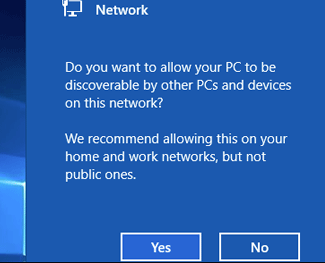 Network
Do you want to allow your PC to be
discoverable by other PCs and devices
on this network?
We recommend allowing this on your
home and work networks, but not
public ones.
Yes
No